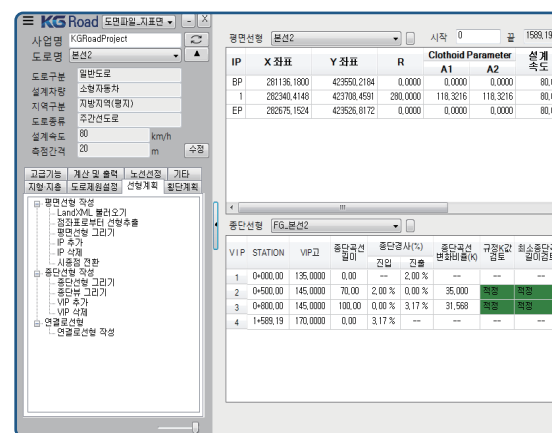 KG Road 도면파일_지표면
사업명 KGRoadProject
도로명 본선2
도로구분 일반도로
설계차량 소형자동차
지역구분 지방지역(평지)
도로종류 주간선도로
설계속도 80 km/h
측점간격 20 m 수정
고급기능 계산 및 출력 노선선정 기타
지형·지층 도로제원설정 선형계획 횡단계획
평면선형 작성
LandXML 불러오기
점좌표로부터 선형추출
평면선형 그리기
IP 추가
IP 삭제
시종점 전환
종단선형 작성
종단선형 그리기
종단뷰 그리기
VIP 추가
VIP 삭제
연결로선형
연결로선형 작성
평면선형 본선2 시작 0 끝 1589,19
IP X 좌표 Y 좌표 R Clothoid Parameter 설계속도
A1 A2
BP 281136,1800 423550,2184 0,0000 0,0000 0,0000 80,
1 282340,4148 423708,4591 280,0000 118,3216 118,3216 80,
EP 282675,1524 423526,8172 0,0000 0,0000 0,0000 80,
종단선형 FG_본선2
VIP STATION VIP고 종단곡선길이 종단경사(%) 종단곡선변화비율(K) 규정K값검토 최소종단곡선길이검토
진입 진출
1 0+000,00 135,0000 0,00 -- 2,00 % -- -- --
2 0+500,00 145,0000 70,00 2,00 % 0,00 % 35,000 적정 적정
3 0+800,00 145,0000 100,00 0,00 % 3,17 % 31,568 적정 적정
4 1+589,19 170,0000 0,00 3,17 % -- -- -- --